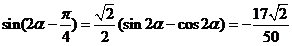 sin(2α − π/4) = √2/2 (sin 2α − cos 2α) = −17√2/50